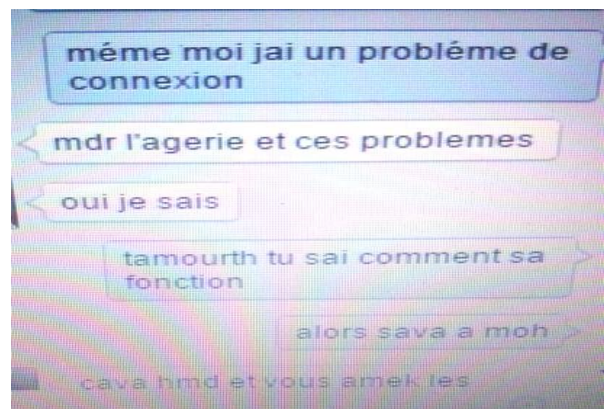 méme moi jai un probléme de
connexion
mdr l'agerie et ces problemes
oui je sais
tamourth tu sai comment sa
fonction
alors sava a moh
cava hmd et vous amek les